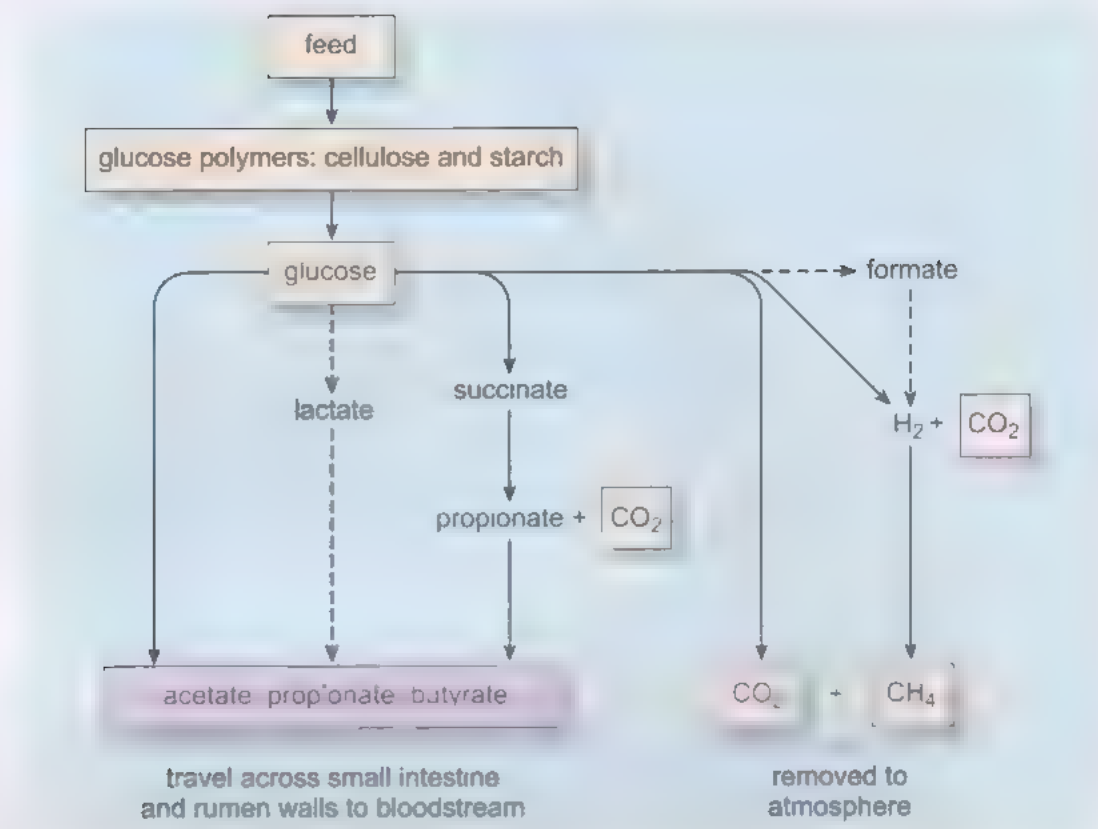 feed
glucose polymers: cellulose and starch
glucose
formate
succinate
lactate
H₂ + CO₂
propionate + CO₂
acetate propionate butyrate
CO₂ + CH₄
travel across small intestine
and rumen walls to bloodstream
removed to
atmosphere